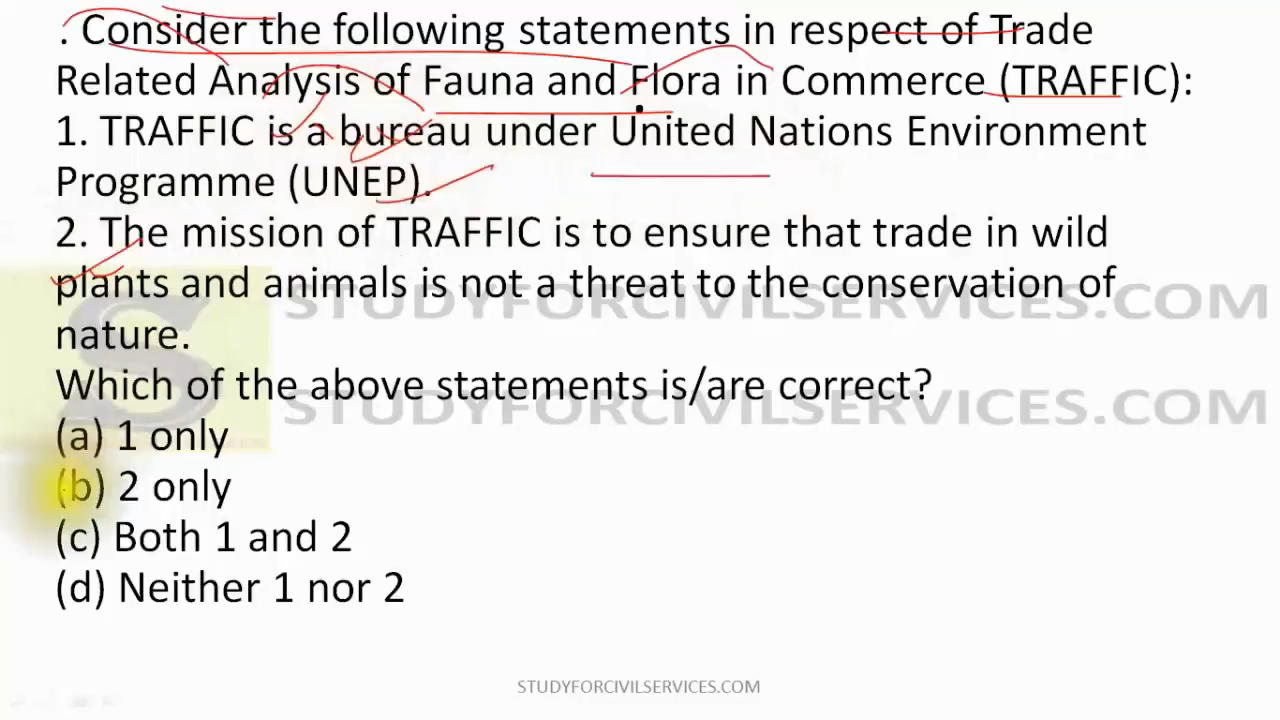 . Consider the following statements in respect of Trade
Related Analysis of Fauna and Flora in Commerce (TRAFFIC):
1. TRAFFIC is a bureau under United Nations Environment
Programme (UNEP).
2. The mission of TRAFFIC is to ensure that trade in wild
plants and animals is not a threat to the conservation of
STUDYFORCIVILSERVICES.COM
nature.
Which of the above statements is/are correct?
STUDYFORCIVILSERVICES.COM
(a) 1 only
(b) 2 only
(c) Both 1 and 2
(d) Neither 1 nor 2
STUDYFORCIVILSERVICES.COM